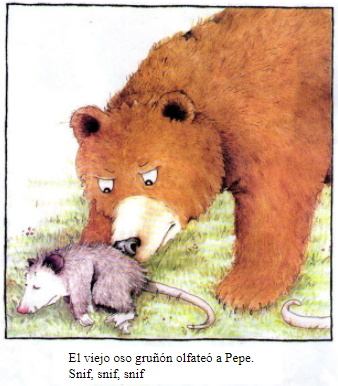 El viejo oso gruñón olfateó a Pepe.
Snif, snif, snif